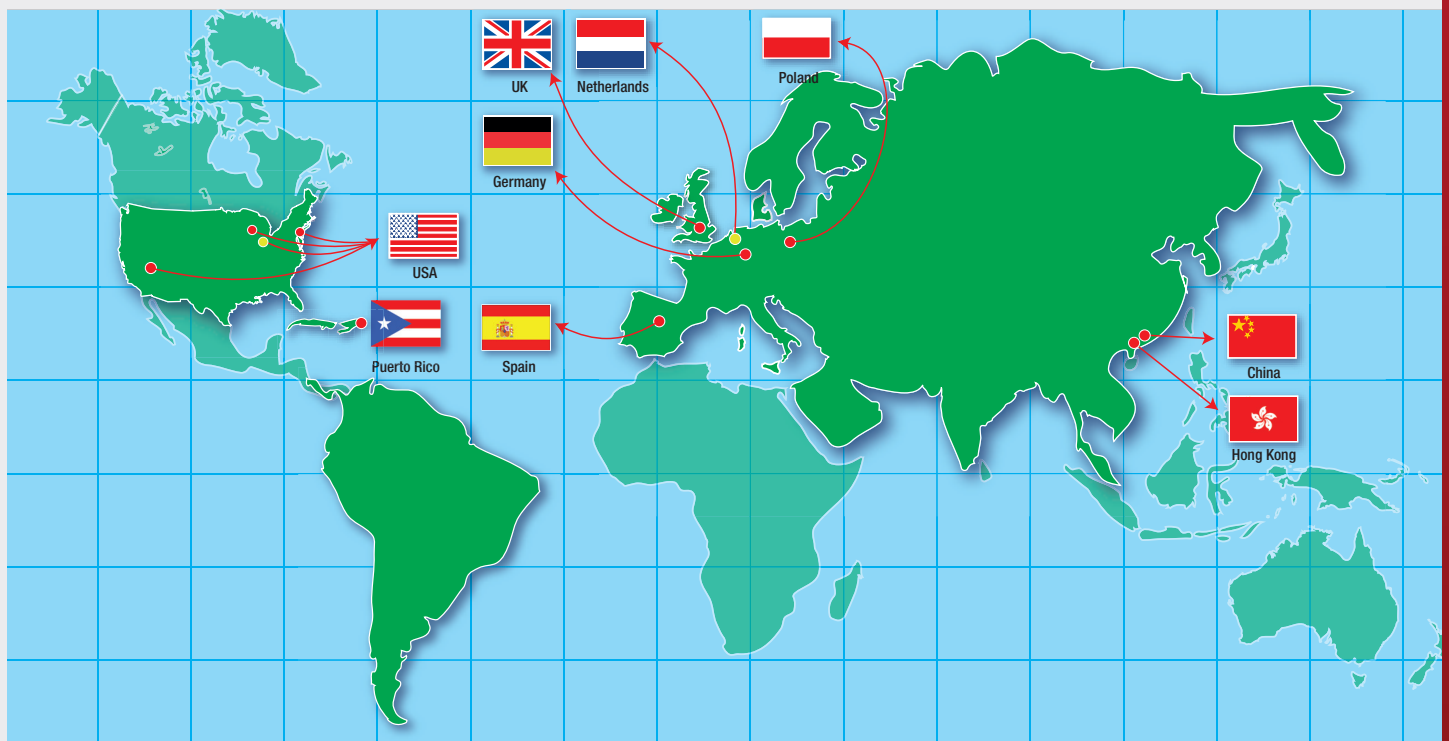 UK
Netherlands
Poland
Germany
USA
Puerto Rico
Spain
China
Hong Kong